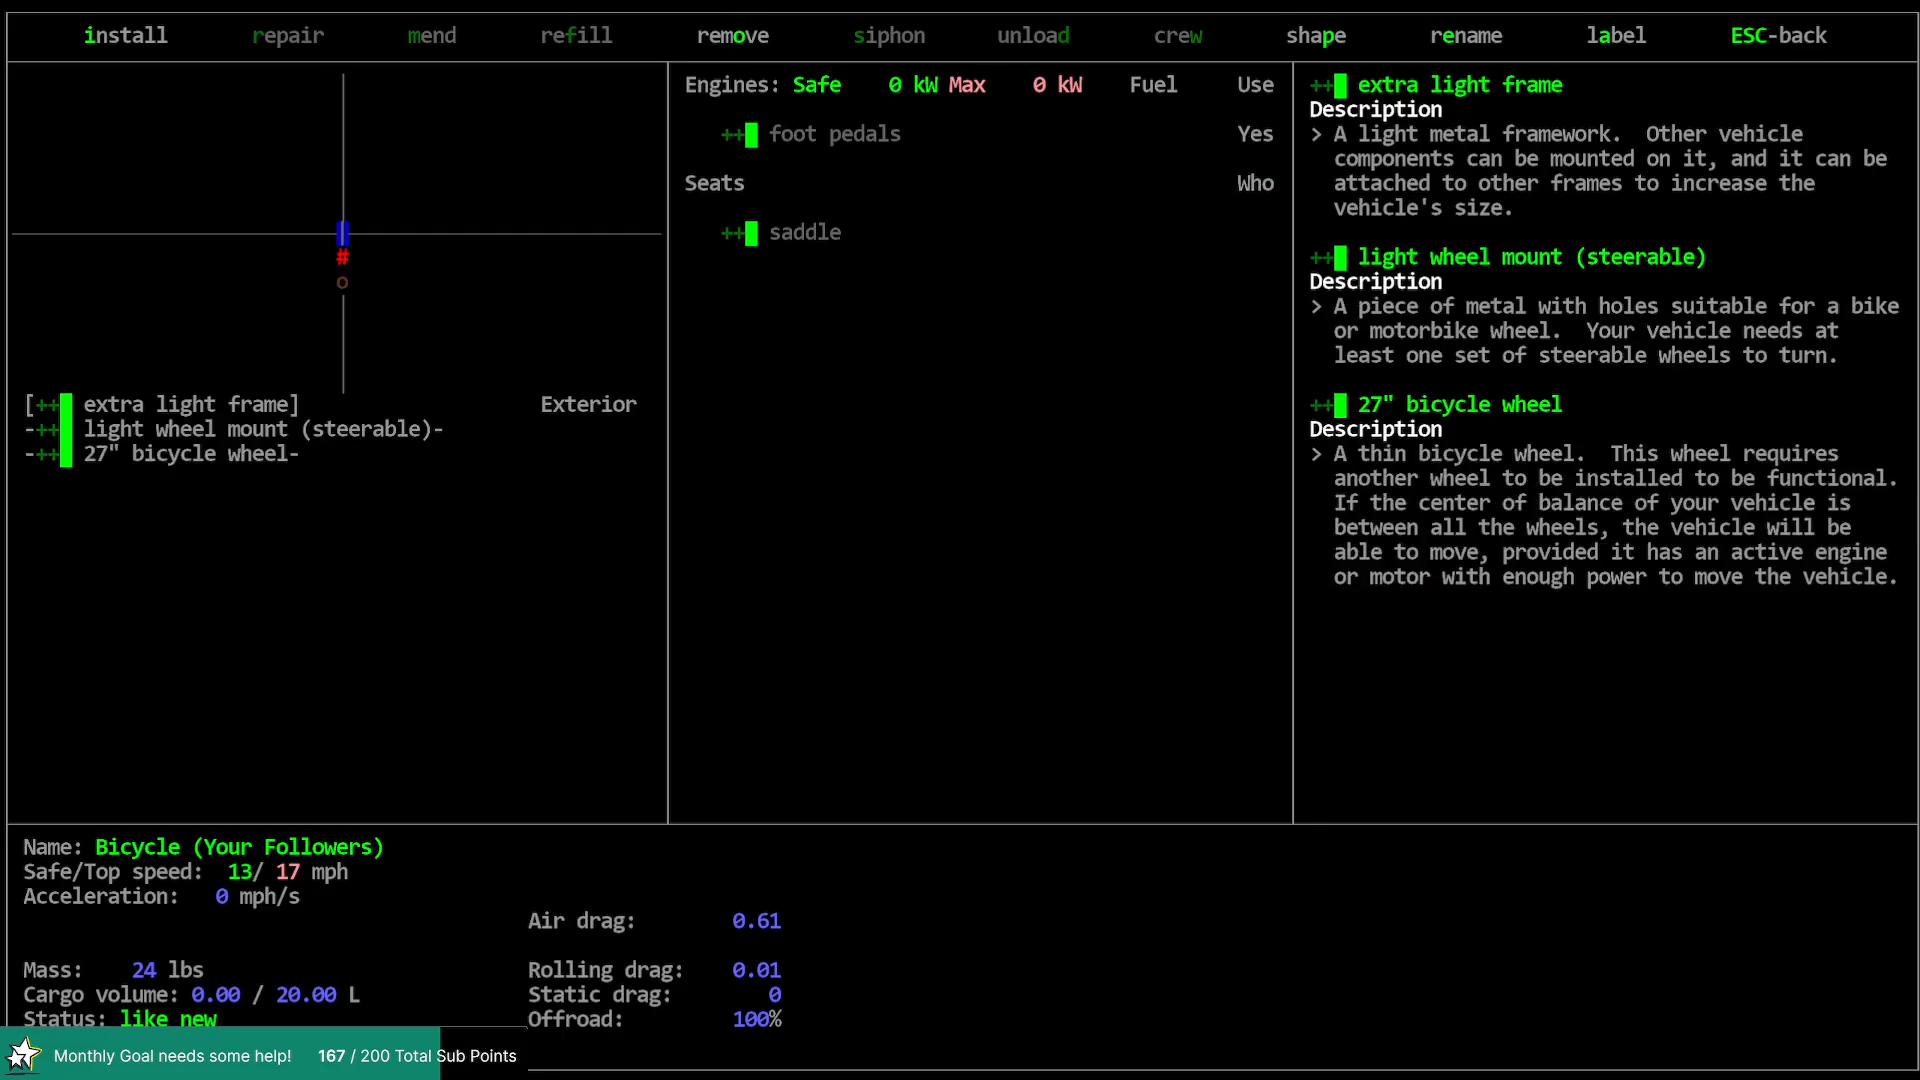 install repair mend refill remove siphon unload crew shape rename label ESC-back
#
o
[++ extra light frame] Exterior
-++ light wheel mount (steerable)-
-++ 27" bicycle wheel-
Engines: Safe 0 kW Max 0 kW Fuel Use
++ foot pedals Yes
Seats Who
++ saddle
++ extra light frame
Description
> A light metal framework. Other vehicle
components can be mounted on it, and it can be
attached to other frames to increase the
vehicle's size.
++ light wheel mount (steerable)
Description
> A piece of metal with holes suitable for a bike
or motorbike wheel. Your vehicle needs at
least one set of steerable wheels to turn.
++ 27" bicycle wheel
Description
> A thin bicycle wheel. This wheel requires
another wheel to be installed to be functional.
If the center of balance of your vehicle is
between all the wheels, the vehicle will be
able to move, provided it has an active engine
or motor with enough power to move the vehicle.
Name: Bicycle (Your Followers)
Safe/Top speed: 13/ 17 mph
Acceleration: 0 mph/s
Air drag: 0.61
Mass: 24 lbs Rolling drag: 0.01
Cargo volume: 0.00 / 20.00 L Static drag: 0
Status: like new Offroad: 100%
Monthly Goal needs some help! 167 / 200 Total Sub Points